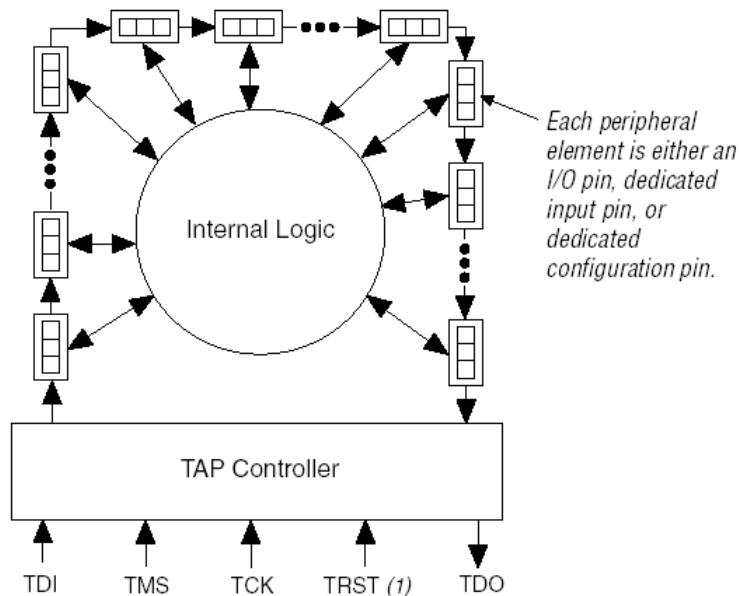 Internal Logic
Each peripheral
element is either an
I/O pin, dedicated
input pin, or
dedicated
configuration pin.
TAP Controller
TDI TMS TCK TRST (1) TDO